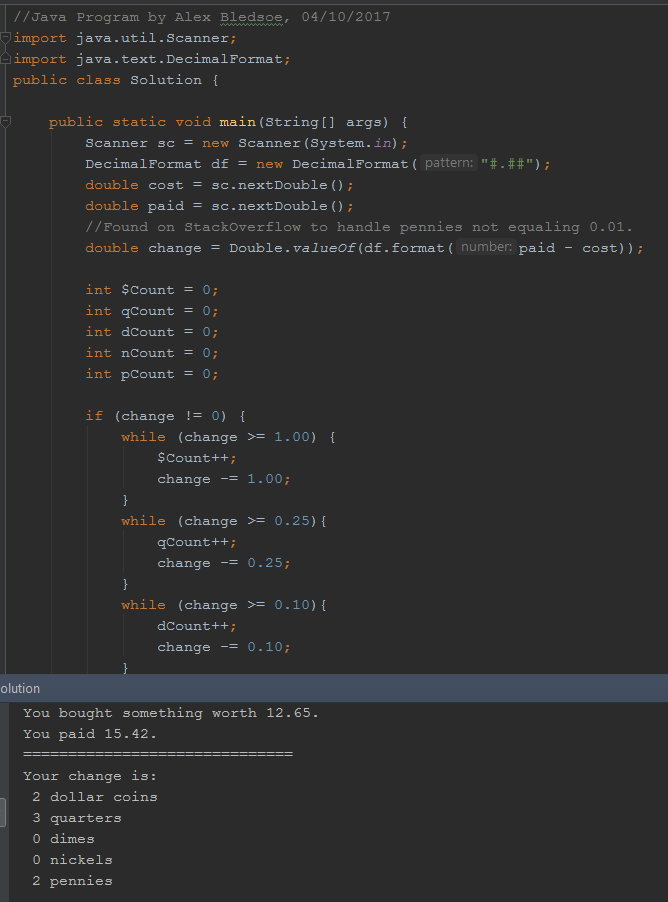 //Java Program by Alex Bledsoe, 04/10/2017
import java.util.Scanner;
import java.text.DecimalFormat;
public class Solution {
public static void main(String[] args) {
Scanner sc = new Scanner(System.in);
DecimalFormat df = new DecimalFormat( pattern: "#.##");
double cost = sc.nextDouble();
double paid = sc.nextDouble();
//Found on StackOverflow to handle pennies not equaling 0.01.
double change = Double.valueOf(df.format( number: paid - cost));
int $Count = 0;
int qCount = 0;
int dCount = 0;
int nCount = 0;
int pCount = 0;
if (change != 0) {
while (change >= 1.00) {
$Count++;
change -= 1.00;
}
while (change >= 0.25){
qCount++;
change -= 0.25;
}
while (change >= 0.10){
dCount++;
change -= 0.10;
}
olution
You bought something worth 12.65.
You paid 15.42.
==============================
Your change is:
2 dollar coins
3 quarters
0 dimes
0 nickels
2 pennies